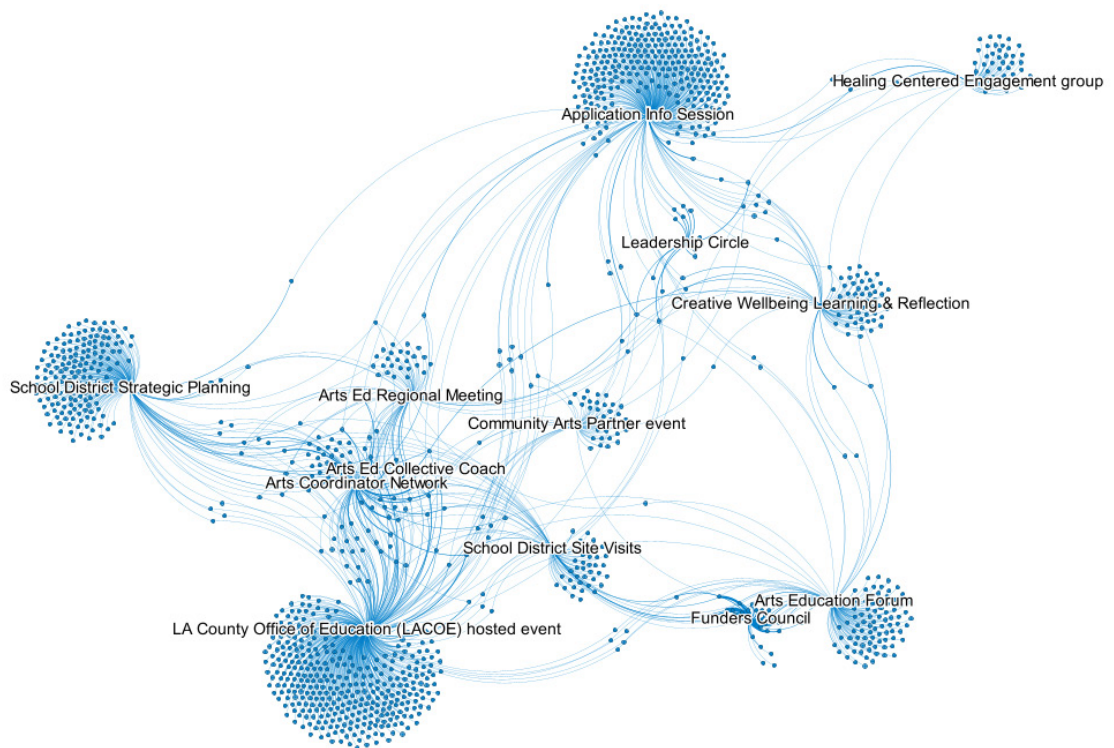 Healing Centered Engagement group
Application Info Session
Leadership Circle
Creative Wellbeing Learning & Reflection
School District Strategic Planning
Arts Ed Regional Meeting
Community Arts Partner event
Arts Ed Collective Coach
Arts Coordinator Network
School District Site Visits
Arts Education Forum
Funders Council
LA County Office of Education (LACOE) hosted event